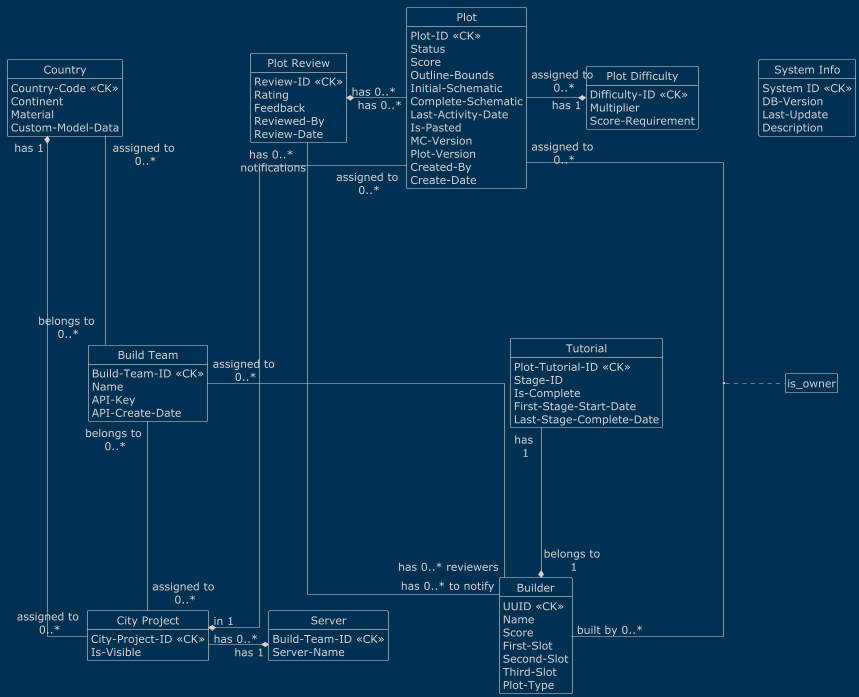 Plot
Plot-ID «CK»
Status
Score
Outline-Bounds
Initial-Schematic
Complete-Schematic
Last-Activity-Date
Is-Pasted
MC-Version
Plot-Version
Created-By
Create-Date
Country
Country-Code «CK»
Continent
Material
Custom-Model-Data
Plot Review
Review-ID «CK»
Rating
Feedback
Reviewed-By
Review-Date
has 0..*
has 0..*
assigned to
0..*
has 1
Plot Difficulty
Difficulty-ID «CK»
Multiplier
Score-Requirement
System Info
System ID «CK»
DB-Version
Last-Update
Description
has 1
assigned to
0..*
has 0..*
notifications
assigned to
0..*
assigned to
0..*
belongs to
0..*
Build Team
Build-Team-ID «CK»
Name
API-Key
API-Create-Date
assigned to
0..*
Tutorial
Plot-Tutorial-ID «CK»
Stage-ID
Is-Complete
First-Stage-Start-Date
Last-Stage-Complete-Date
is_owner
belongs to
0..*
has
1
belongs to
1
has 0..* reviewers
has 0..* to notify
assigned to
0..*
assigned to
0..*
City Project
City-Project-ID «CK»
Is-Visible
in 1
has 0..*
has 1
Server
Build-Team-ID «CK»
Server-Name
Builder
UUID «CK»
Name
Score
First-Slot
Second-Slot
Third-Slot
Plot-Type
built by 0..*